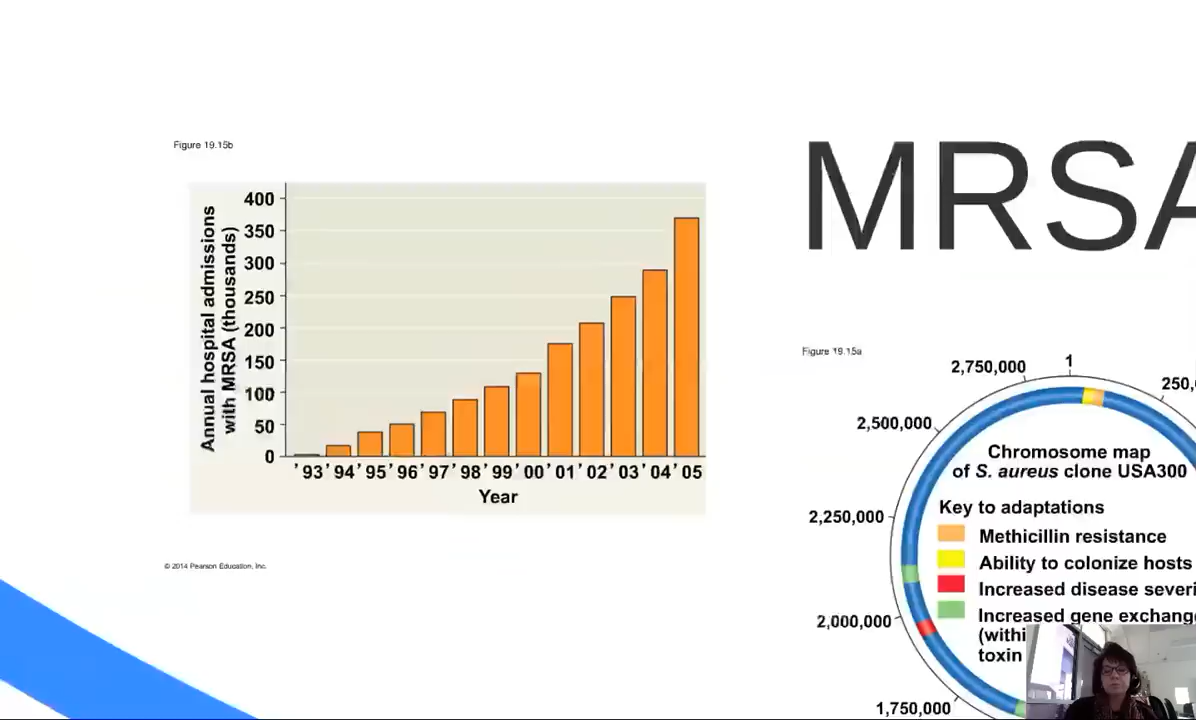 Figure 19.15b
400
350
300
250
200
150
100
50
0
Annual hospital admissions
with MRSA (thousands)
'93 '94 '95 '96 '97 '98 '99 '00 '01 '02 '03 '04 '05
Year
© 2014 Pearson Education, Inc.
MRSA
Figure 19.15a
1
2,750,000
250,
2,500,000
2,250,000
2,000,000
1,750,000
Chromosome map
of S. aureus clone USA300
Key to adaptations
Methicillin resistance
Ability to colonize hosts
Increased disease severi
Increased gene exchang
(withi
toxin